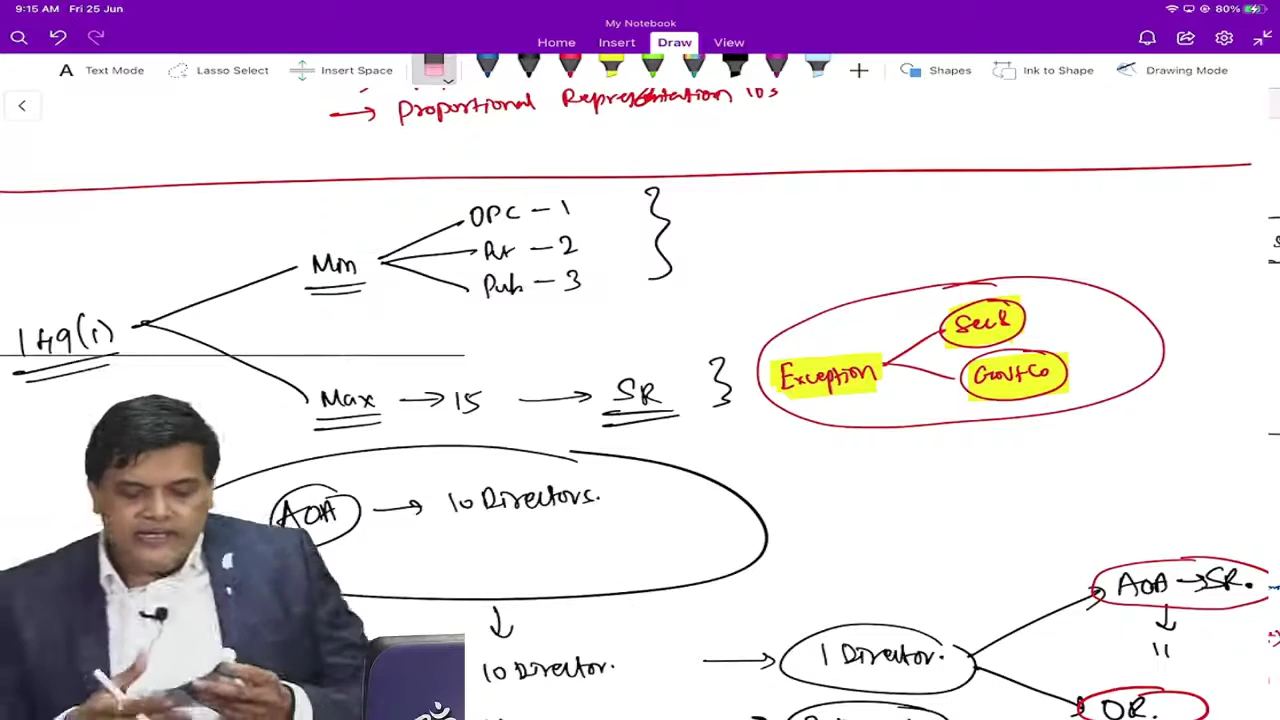 9:15 AM Fri 25 Jun
80%
My Notebook
Home Insert Draw View
Text Mode Lasso Select Insert Space Shapes Ink to Shape Drawing Mode
→ Proportional Representation
OPC - 1
Min Pvt - 2
Pub - 3
149(1)
Exception Sec 8
Govt Co
Max → 15 → SR
AOA → 10 Directors.
AOA → SR.
10 Director. → 1 Director.
OR.